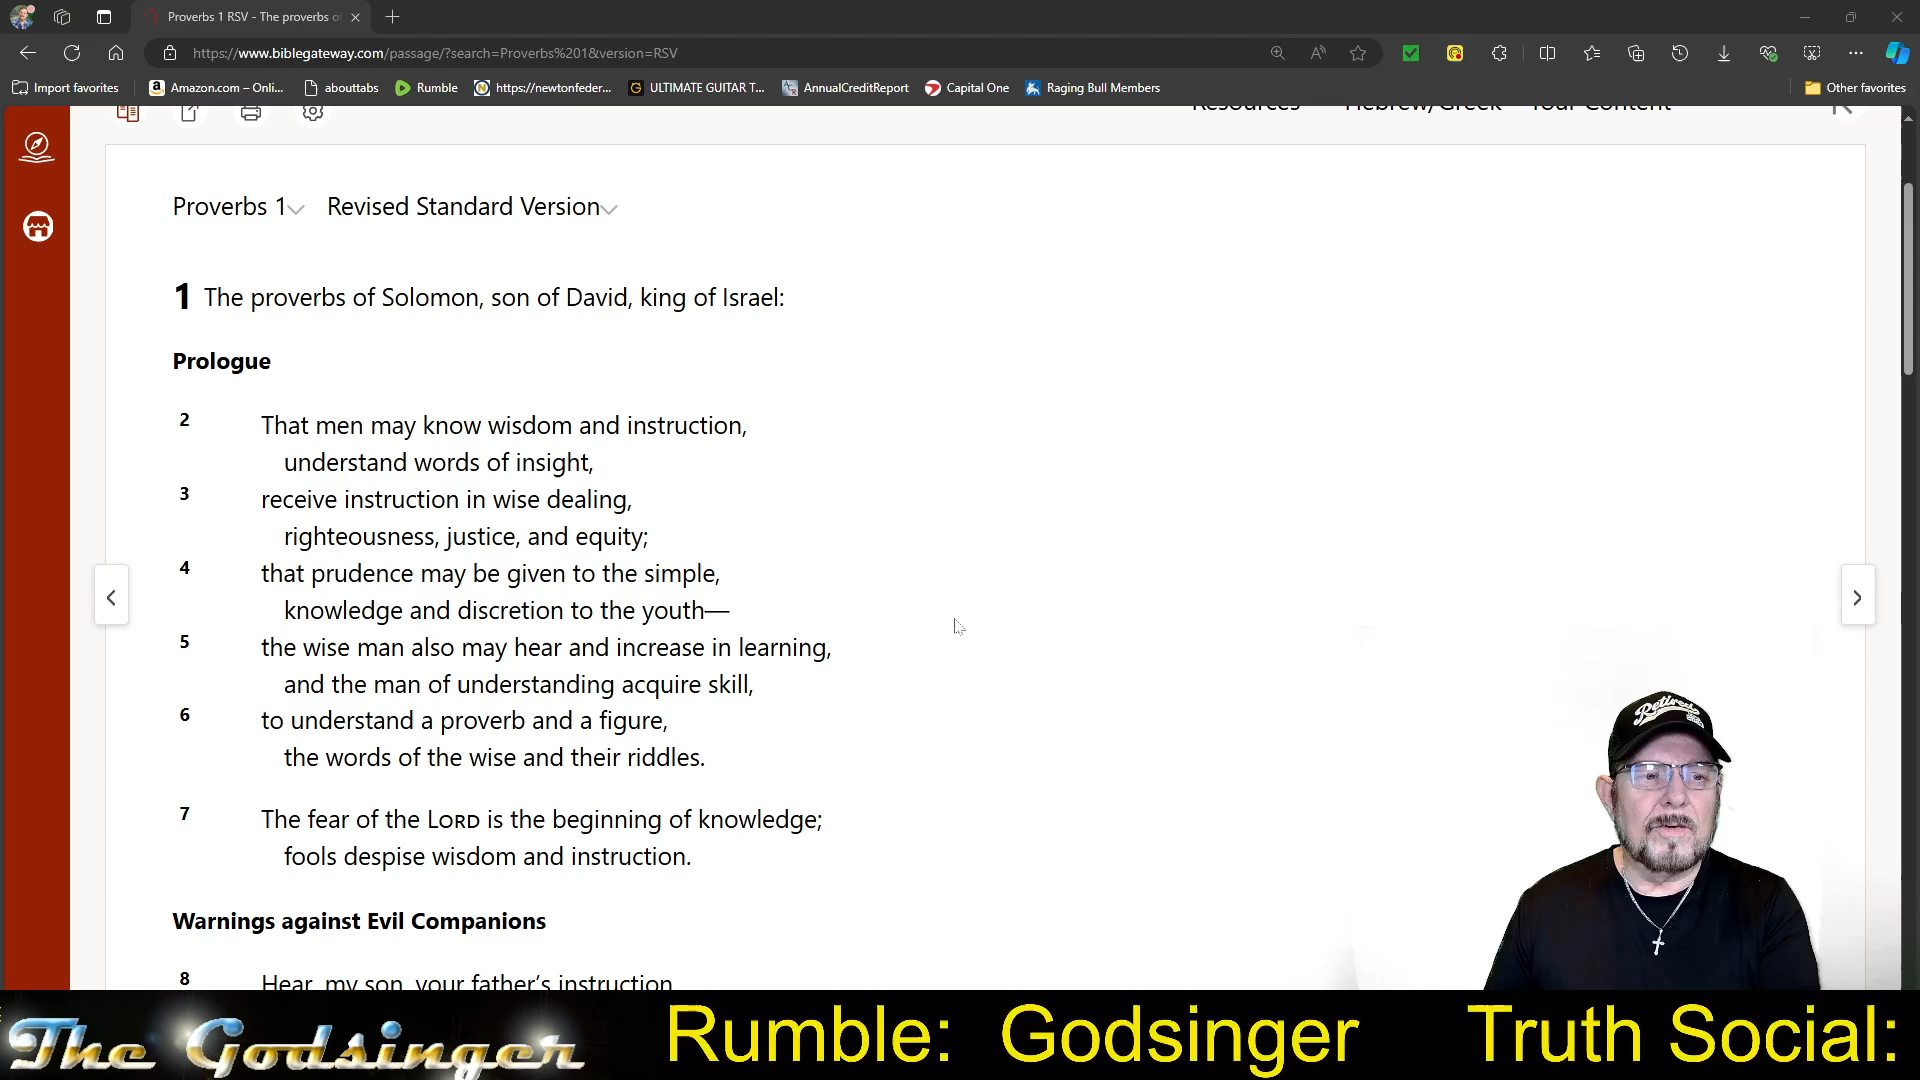 Proverbs 1 RSV - The proverbs of
https://www.biblegateway.com/passage/?search=Proverbs%201&version=RSV
Import favorites
Amazon.com – Onli...
abouttabs
Rumble
https://newtonfeder...
ULTIMATE GUITAR T...
AnnualCreditReport
Capital One
Raging Bull Members
Other favorites
Resources Hebrew/Greek Your Content
Proverbs 1 Revised Standard Version
1 The proverbs of Solomon, son of David, king of Israel:
Prologue
2 That men may know wisdom and instruction,
understand words of insight,
3 receive instruction in wise dealing,
righteousness, justice, and equity;
4 that prudence may be given to the simple,
knowledge and discretion to the youth—
5 the wise man also may hear and increase in learning,
and the man of understanding acquire skill,
6 to understand a proverb and a figure,
the words of the wise and their riddles.
7 The fear of the LORD is the beginning of knowledge;
fools despise wisdom and instruction.
Warnings against Evil Companions
8 Hear, my son, your father's instruction
Retired
The Godsinger
Rumble: Godsinger Truth Social: